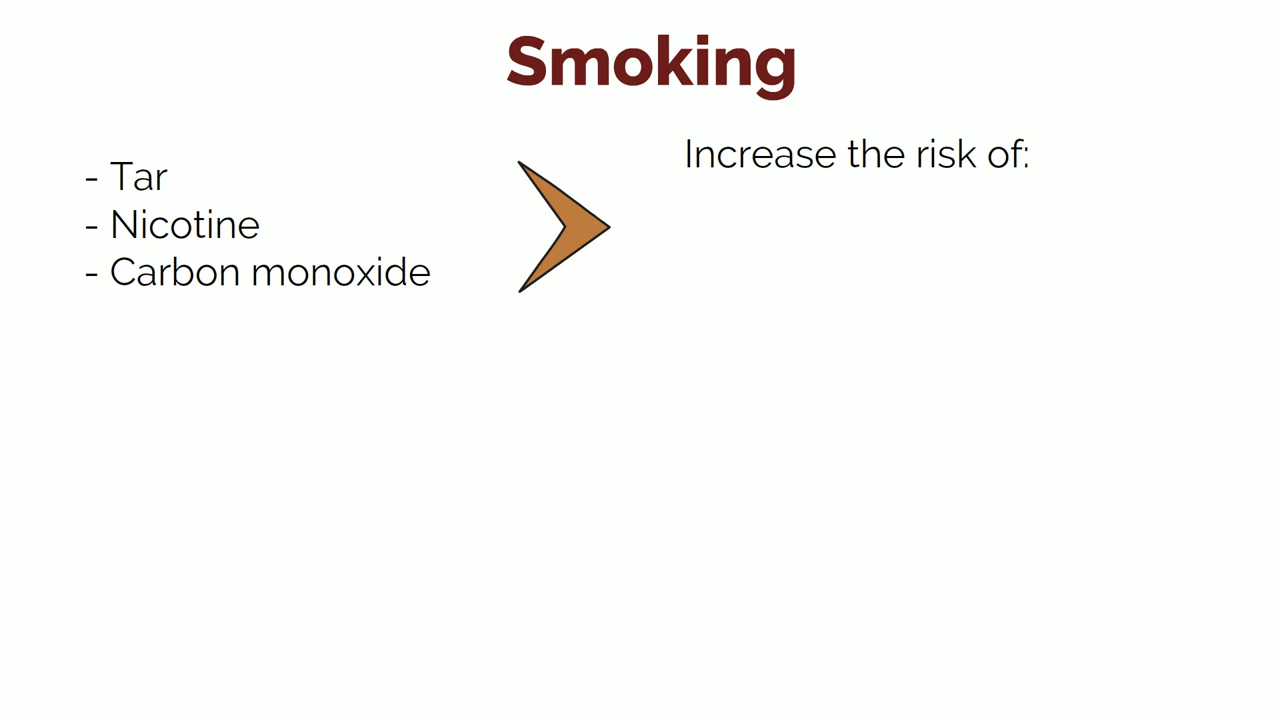 Smoking
- Tar
- Nicotine
- Carbon monoxide
Increase the risk of: